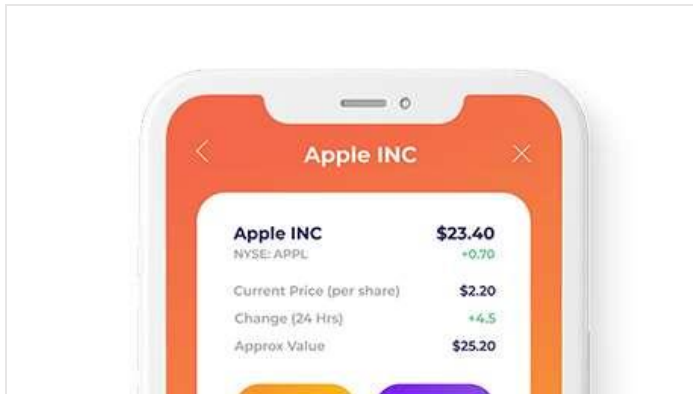 Apple INC
Apple INC $23.40
NYSE: APPL +0.70
Current Price (per share) $2.20
Change (24 Hrs) +4.5
Approx Value $25.20